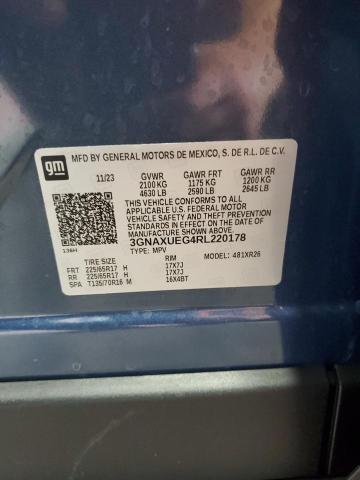 gm
MFD BY GENERAL MOTORS DE MEXICO, S. DE R.L. DE C.V.
11/23 GVWR GAWR FRT GAWR RR
2100 KG 1175 KG 1200 KG
4630 LB 2590 LB 2645 LB
THIS VEHICLE CONFORMS TO ALL
APPLICABLE U.S. FEDERAL MOTOR
VEHICLE SAFETY AND THEFT PREVENTION
STANDARDS IN EFFECT ON THE DATE OF
MANUFACTURE SHOWN ABOVE.
136H 3GNAXUEG4RL220178
TYPE: MPV MODEL: 481XR26
TIRE SIZE RIM
FRT 225/65R17 H 17X7J
RR 225/65R17 H 17X7J
SPA T135/70R16 M 16X4BT